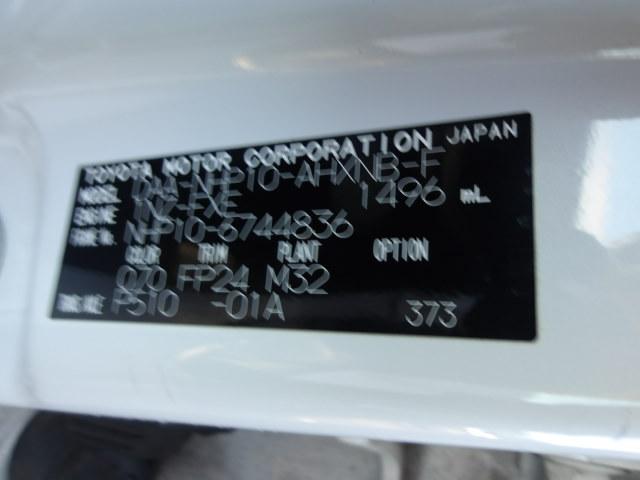 TOYOTA MOTOR CORPORATION JAPAN
MODEL DAA-NHP10-AHXNB-F
ENGINE 1NZ-FXE 1496 mL
FRAME No. NHP10-6744836
COLOR TRIM PLANT OPTION
070 FP24 M32
TRANS/AXLE P510 -01A 373